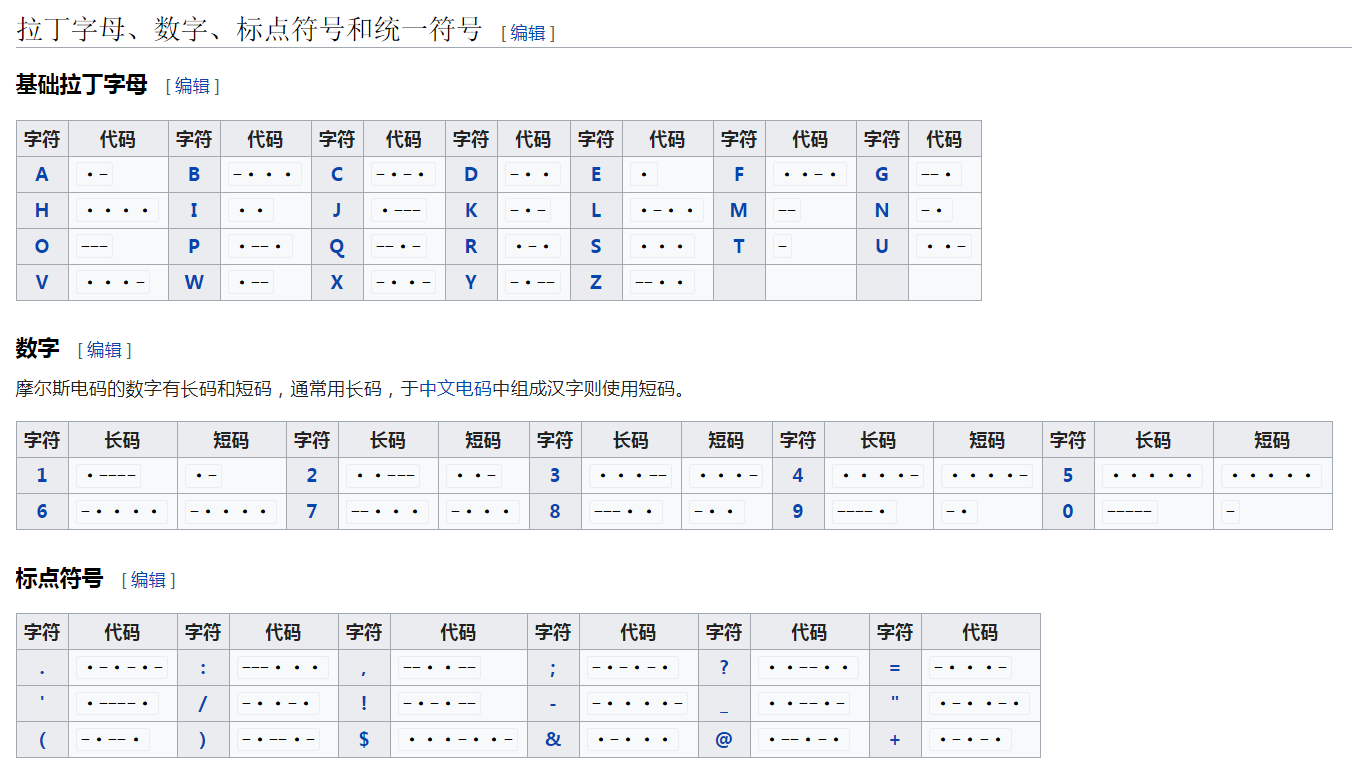 拉丁字母、数字、标点符号和统一符号 [编辑]
基础拉丁字母 [编辑]
字符 代码 字符 代码 字符 代码 字符 代码 字符 代码 字符 代码 字符 代码
A •− B −••• C −•−• D −•• E • F ••−• G −−•
H •••• I •• J •−−− K −•− L •−•• M −− N −•
O −−− P •−−• Q −−•− R •−• S ••• T − U ••−
V •••− W •−− X −••− Y −•−− Z −−••
数字 [编辑]
摩尔斯电码的数字有长码和短码，通常用长码，于中文电码中组成汉字则使用短码。
字符 长码 短码 字符 长码 短码 字符 长码 短码 字符 长码 短码 字符 长码 短码
1 •−−−− •− 2 ••−−− ••− 3 •••−− •••− 4 ••••− ••••− 5 ••••• •••••
6 −•••• −•••• 7 −−••• −••• 8 −−−•• −•• 9 −−−−• −• 0 −−−−− −
标点符号 [编辑]
字符 代码 字符 代码 字符 代码 字符 代码 字符 代码 字符 代码
. •−•−•− : −−−••• , −−••−− ; −•−•−• ? ••−−•• = −•••−
' •−−−−• / −••−• ! −•−•−− - −••••− _ ••−−•− " •−••−•
( −•−−• ) −•−−•− $ •••−••− & •−••• @ •−−•−• + •−•−•